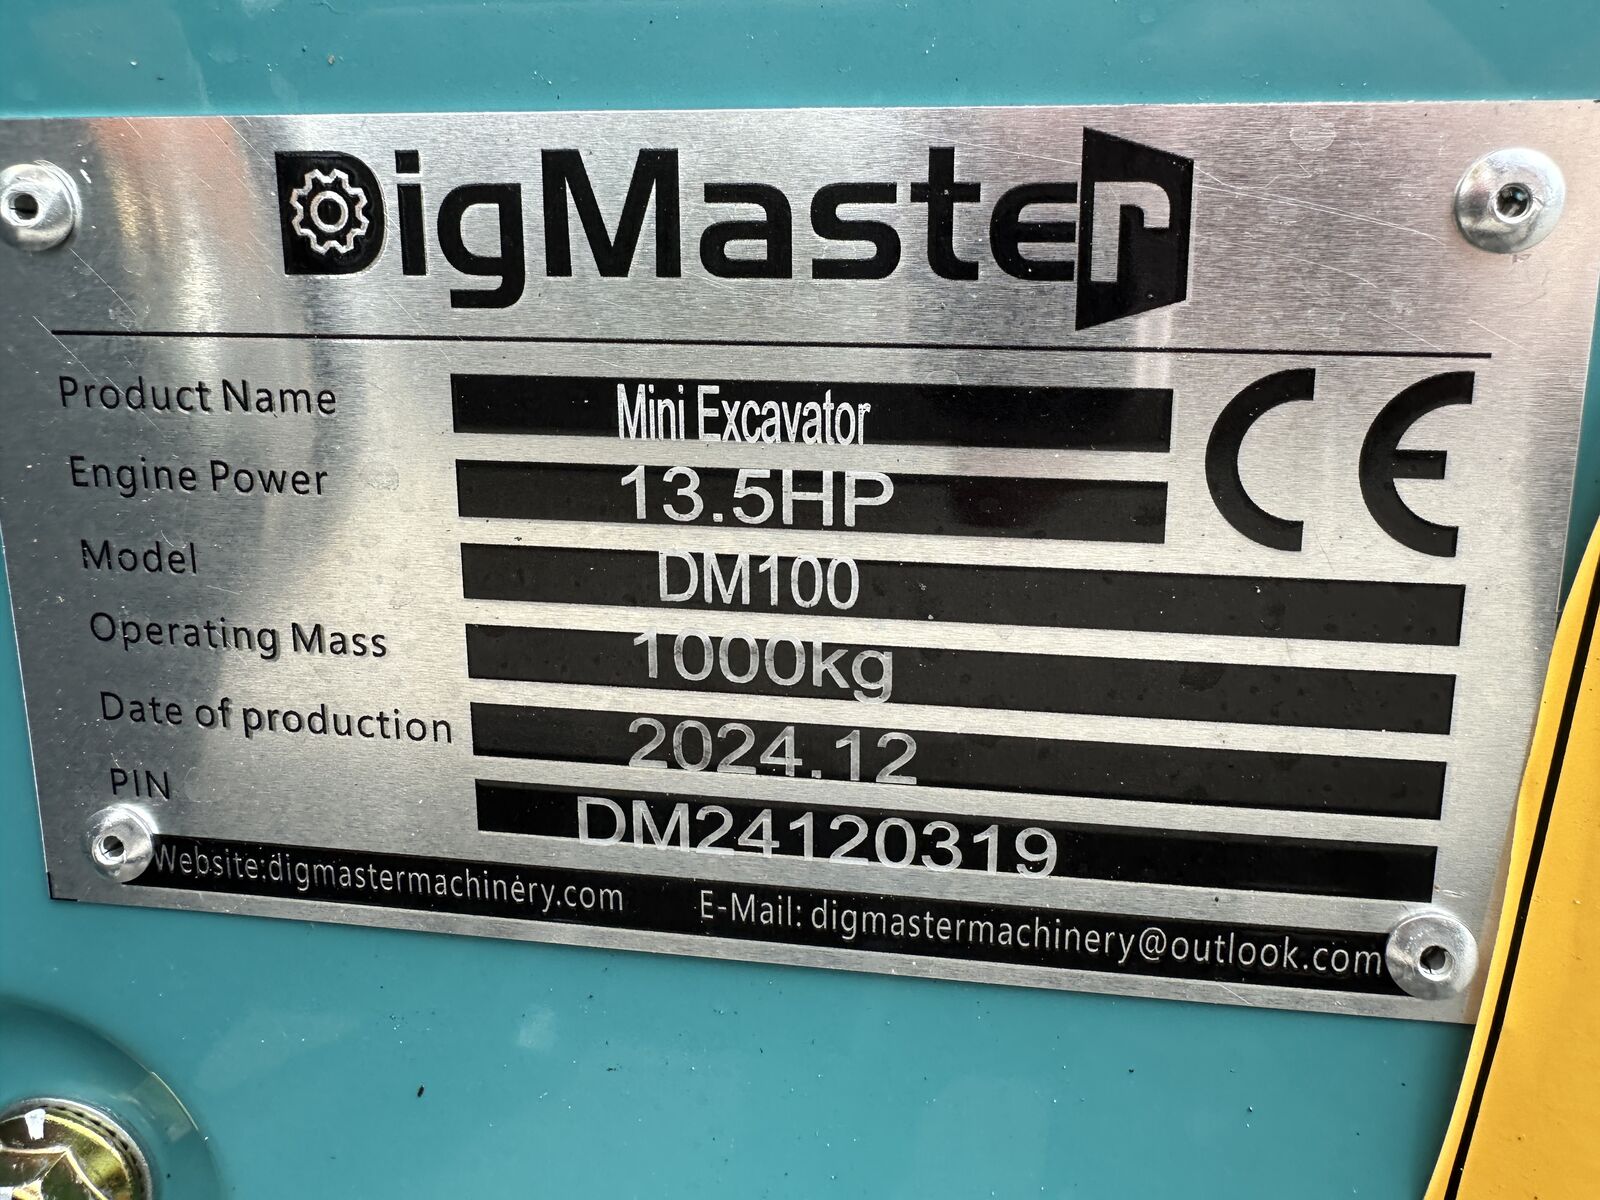 DigMaster
Product Name Mini Excavator
Engine Power 13.5HP
Model DM100
Operating Mass 1000kg
Date of production 2024.12
PIN DM24120319
CE
Website:digmastermachinery.com E-Mail: digmastermachinery@outlook.com